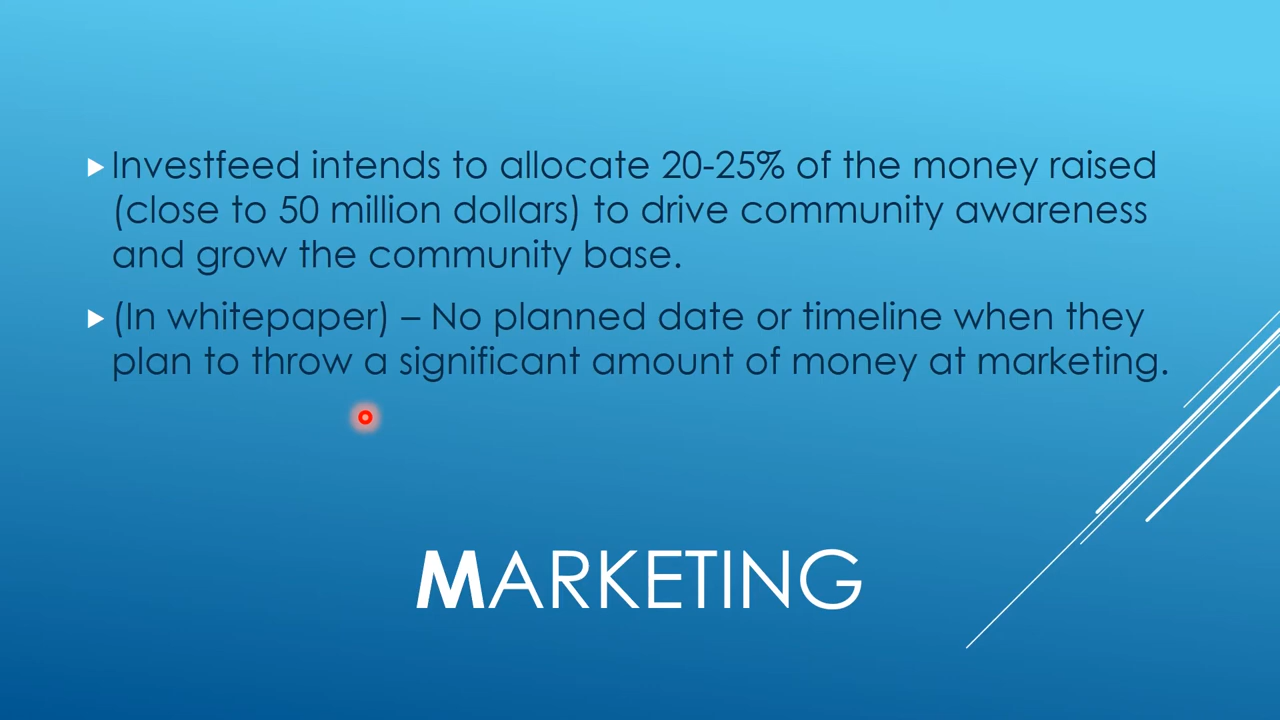 Investfeed intends to allocate 20-25% of the money raised
(close to 50 million dollars) to drive community awareness
and grow the community base.
(In whitepaper) – No planned date or timeline when they
plan to throw a significant amount of money at marketing.
MARKETING